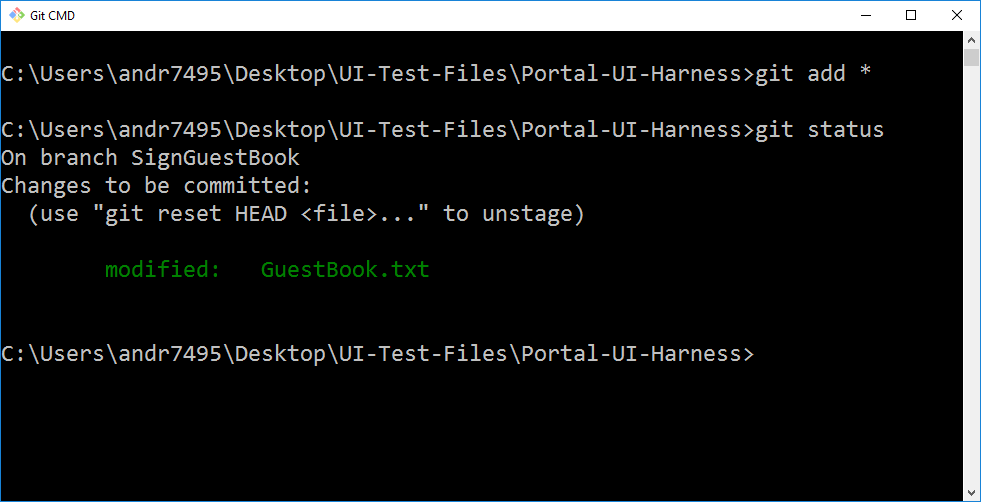 Git CMD
C:\Users\andr7495\Desktop\UI-Test-Files\Portal-UI-Harness>git add *
C:\Users\andr7495\Desktop\UI-Test-Files\Portal-UI-Harness>git status
On branch SignGuestBook
Changes to be committed:
  (use "git reset HEAD <file>..." to unstage)
        modified:   GuestBook.txt
C:\Users\andr7495\Desktop\UI-Test-Files\Portal-UI-Harness>